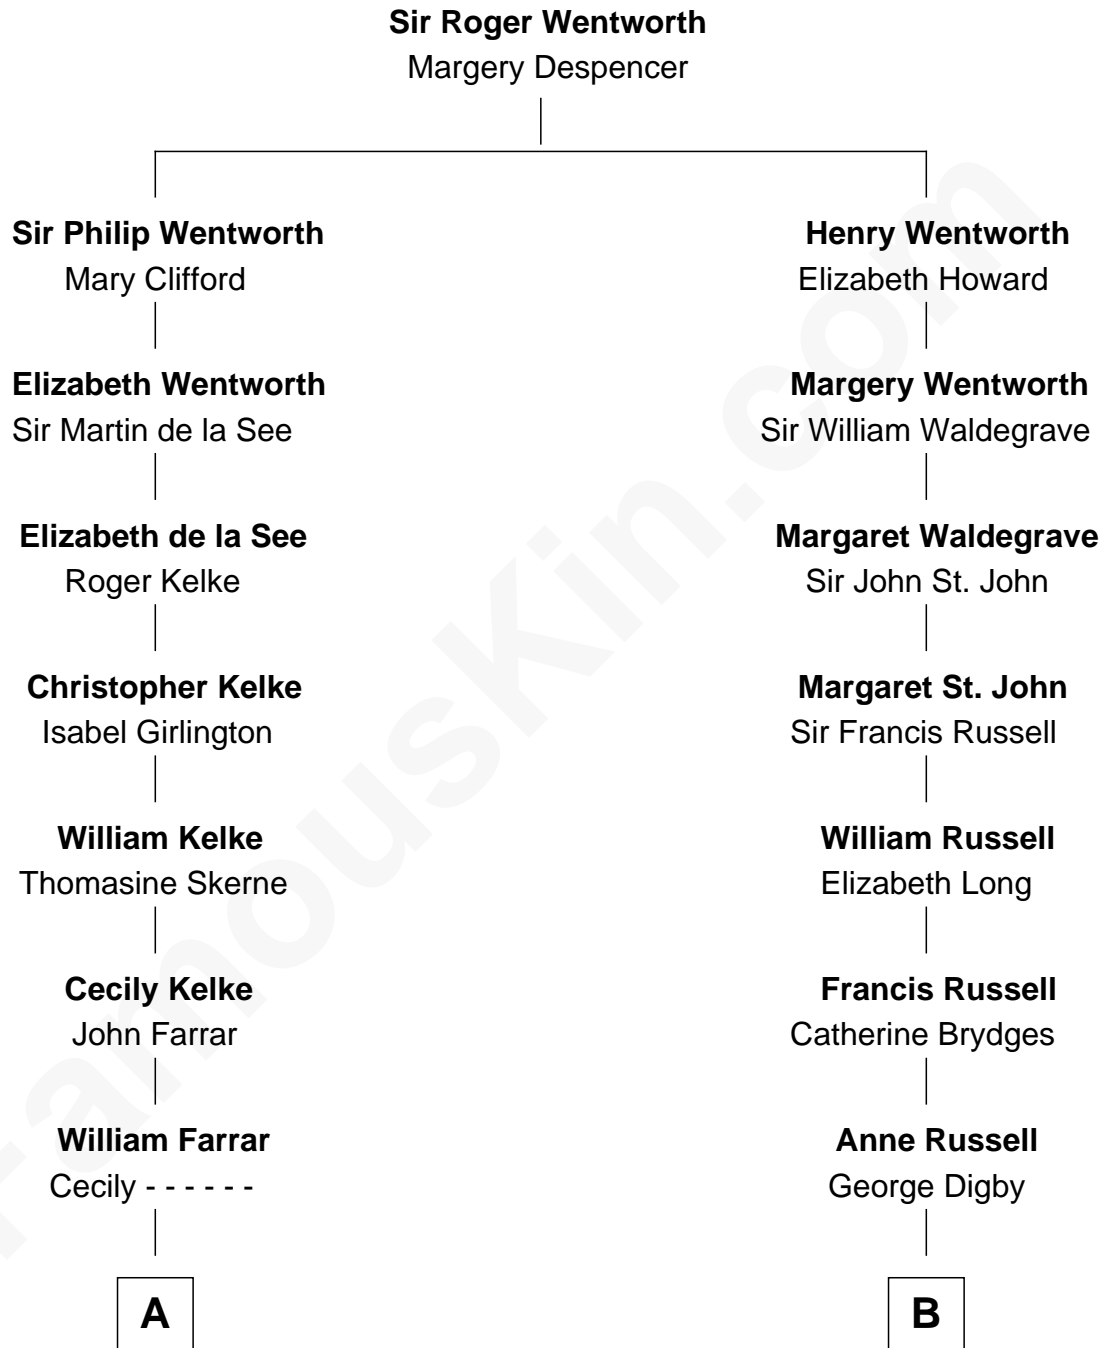 Sir Roger Wentworth
Margery Despencer
Sir Philip Wentworth
Mary Clifford
Henry Wentworth
Elizabeth Howard
Elizabeth Wentworth
Sir Martin de la See
Margery Wentworth
Sir William Waldegrave
Elizabeth de la See
Roger Kelke
Margaret Waldegrave
Sir John St. John
Christopher Kelke
Isabel Girlington
Margaret St. John
Sir Francis Russell
William Kelke
Thomasine Skerne
William Russell
Elizabeth Long
Cecily Kelke
John Farrar
Francis Russell
Catherine Brydges
William Farrar
Cecily - - - - - -
Anne Russell
George Digby
A
B
FamousKin.com